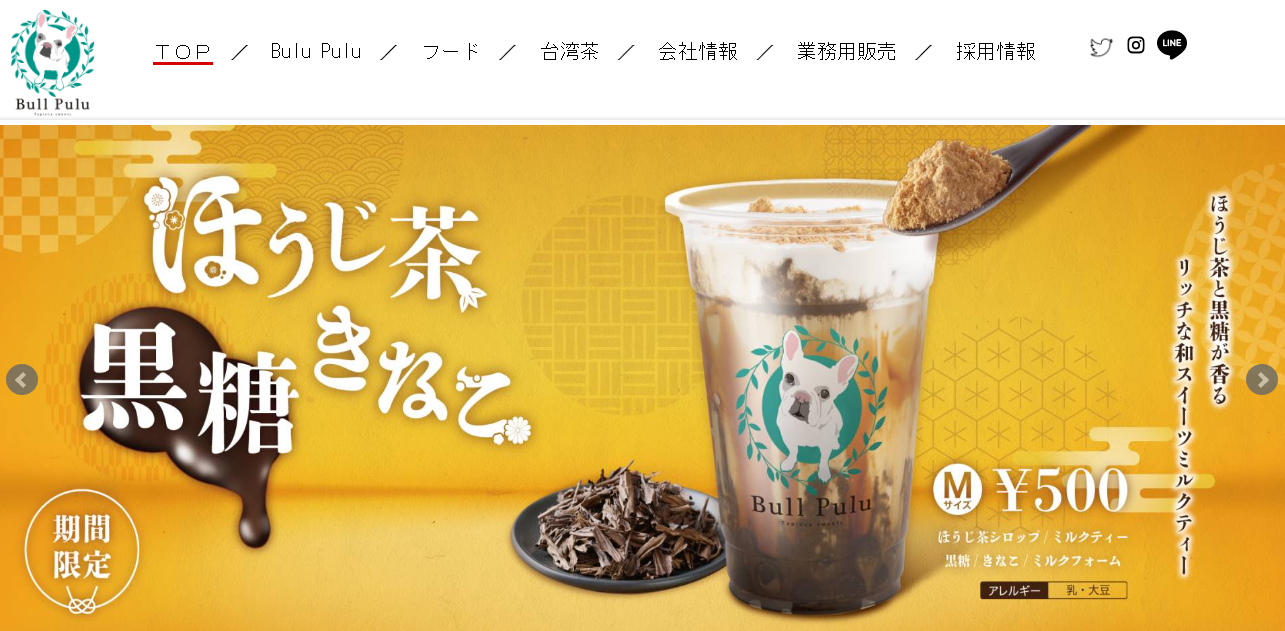 Bull Pulu
Tapioca sweets
TOP ／ Bulu Pulu ／ フード ／ 台湾茶 ／ 会社情報 ／ 業務用販売 ／ 採用情報
LINE
ほうじ茶
黒糖きなこ
期間
限定
Bull Pulu
Tapioca sweets
ほうじ茶と黒糖が香る
リッチな和スイーツミルクティー
Mサイズ ¥500
ほうじ茶シロップ / ミルクティー
黒糖 / きなこ / ミルクフォーム
アレルギー 乳・大豆